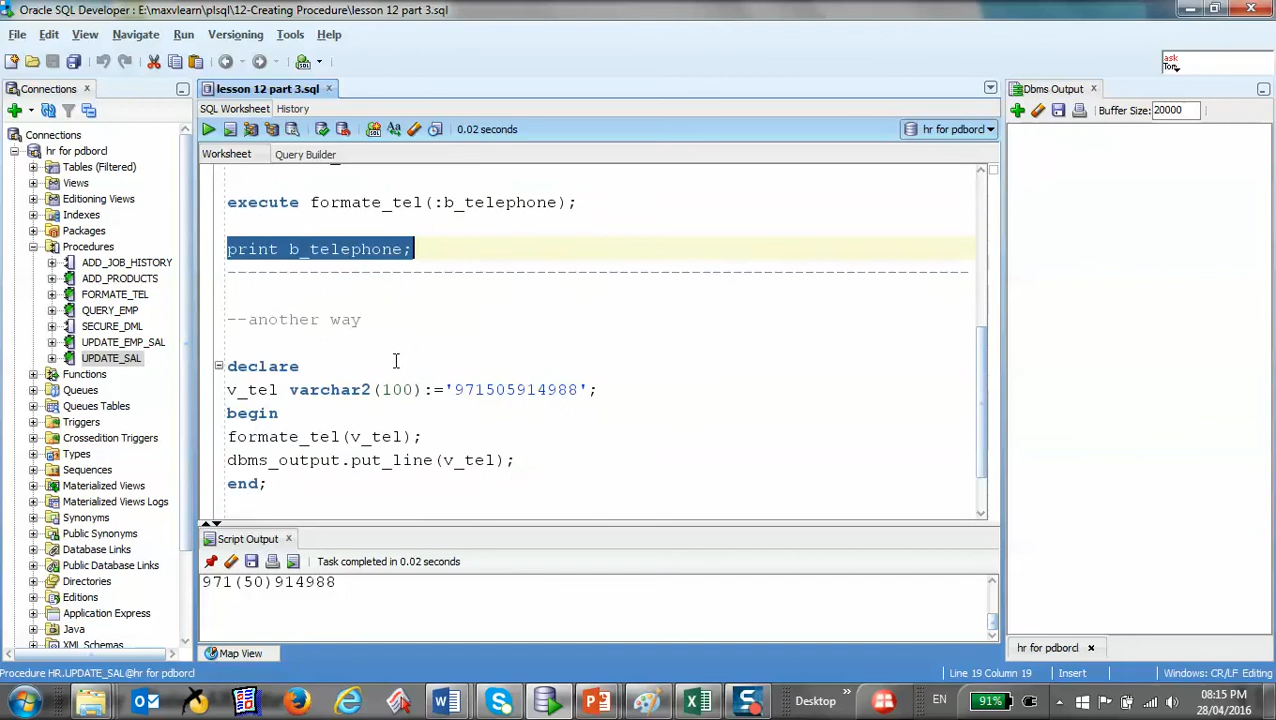 Oracle SQL Developer : E:\maxvlearn\plsql\12-Creating Procedure\lesson 12 part 3.sql
File Edit View Navigate Run Versioning Tools Help
ask
Tom
Connections
lesson 12 part 3.sql
Dbms Output
SQL Worksheet History
Buffer Size: 20000
0.02 seconds
hr for pdborcl
Worksheet Query Builder
Connections
hr for pdborcl
Tables (Filtered)
Views
Editioning Views
Indexes
Packages
Procedures
ADD_JOB_HISTORY
ADD_PRODUCTS
FORMATE_TEL
QUERY_EMP
SECURE_DML
UPDATE_EMP_SAL
UPDATE_SAL
Functions
Queues
Queues Tables
Triggers
Crossedition Triggers
Types
Sequences
Materialized Views
Materialized Views Logs
Synonyms
Public Synonyms
Database Links
Public Database Links
Directories
Editions
Application Express
Java
XML Schemas
execute formate_tel(:b_telephone);
print b_telephone;
----------------------------------------------------------------------------------------
--another way
declare
v_tel varchar2(100):='971505914988';
begin
formate_tel(v_tel);
dbms_output.put_line(v_tel);
end;
Script Output
Task completed in 0.02 seconds
971(50)914988
Map View
hr for pdborcl
Procedure HR.UPDATE_SAL@hr for pdborcl
Line 19 Column 19 Insert Windows: CR/LF Editing
Desktop » EN 91% 08:15 PM
28/04/2016